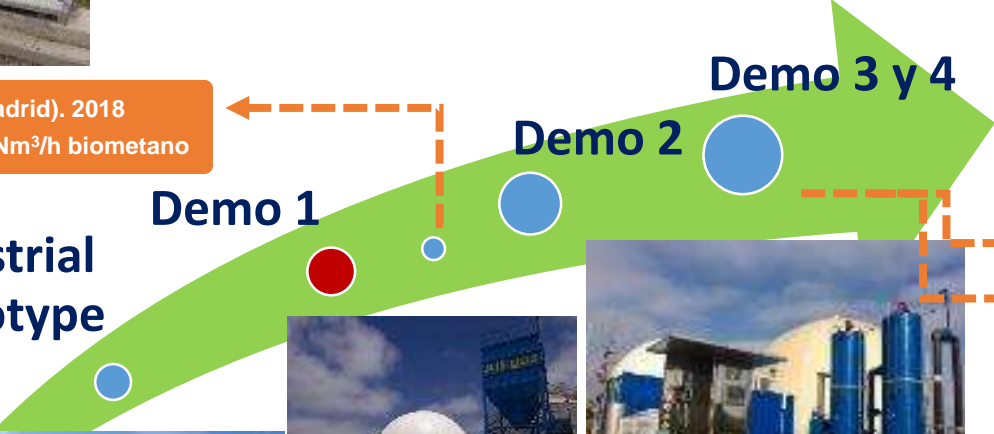 Demo 3 y 4
adrid). 2018
Nm³/h biometano
Demo 2
Demo 1
strial
otype